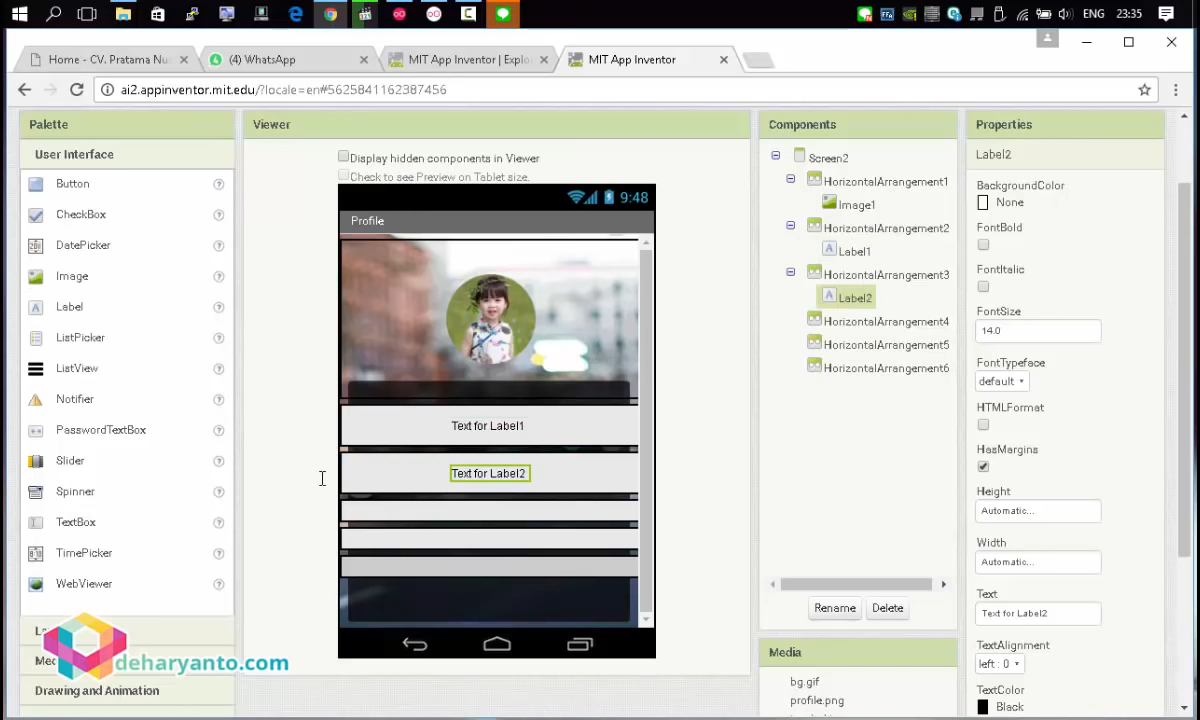 ENG 23:35
Home - CV. Pratama Nu
(4) WhatsApp
MIT App Inventor | Explo
MIT App Inventor
ai2.appinventor.mit.edu/?locale=en#5625841162387456
Palette
Viewer
Components
Properties
User Interface
Button
CheckBox
DatePicker
Image
Label
ListPicker
ListView
Notifier
PasswordTextBox
Slider
Spinner
TextBox
TimePicker
WebViewer
Drawing and Animation
deharyanto.com
Display hidden components in Viewer
Check to see Preview on Tablet size.
9:48
Profile
Text for Label1
Text for Label2
Screen2
HorizontalArrangement1
Image1
HorizontalArrangement2
Label1
HorizontalArrangement3
Label2
HorizontalArrangement4
HorizontalArrangement5
HorizontalArrangement6
Rename Delete
Media
bg.gif
profile.png
Label2
BackgroundColor
None
FontBold
FontItalic
FontSize
14.0
FontTypeface
default
HTMLFormat
HasMargins
Height
Automatic...
Width
Automatic...
Text
Text for Label2
TextAlignment
left : 0
TextColor
Black